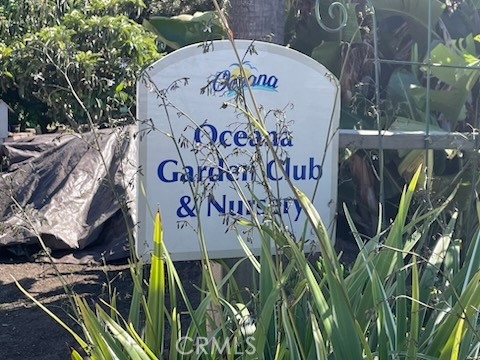 Oceana
Oceana
Garden Club
& Nursery
CRMLS